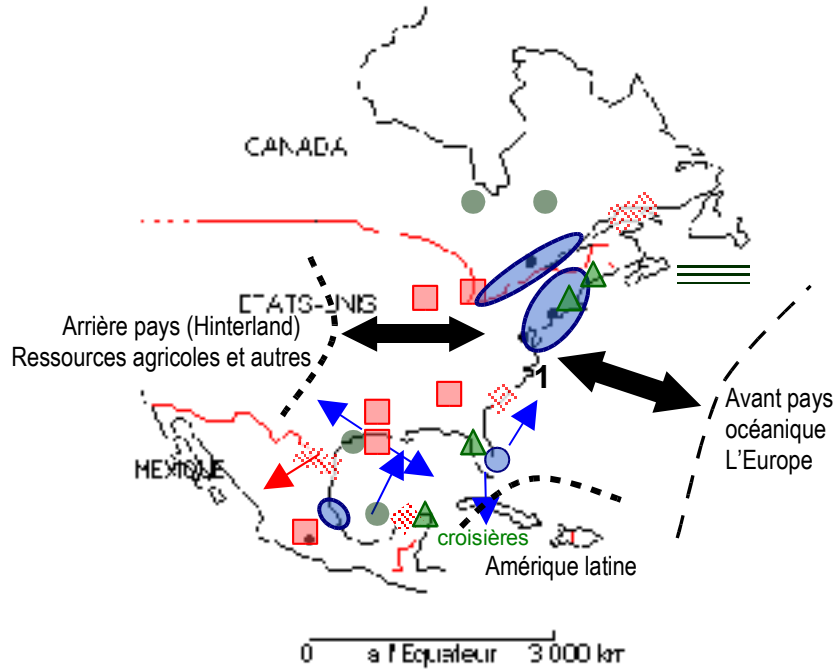 CANADA
ETATS-UNIS
Arrière pays (Hinterland)
Ressources agricoles et autres
1
Avant pays
océanique
L'Europe
MEXIQUE
croisières
Amérique latine
0 a l'Equateur 3 000 km